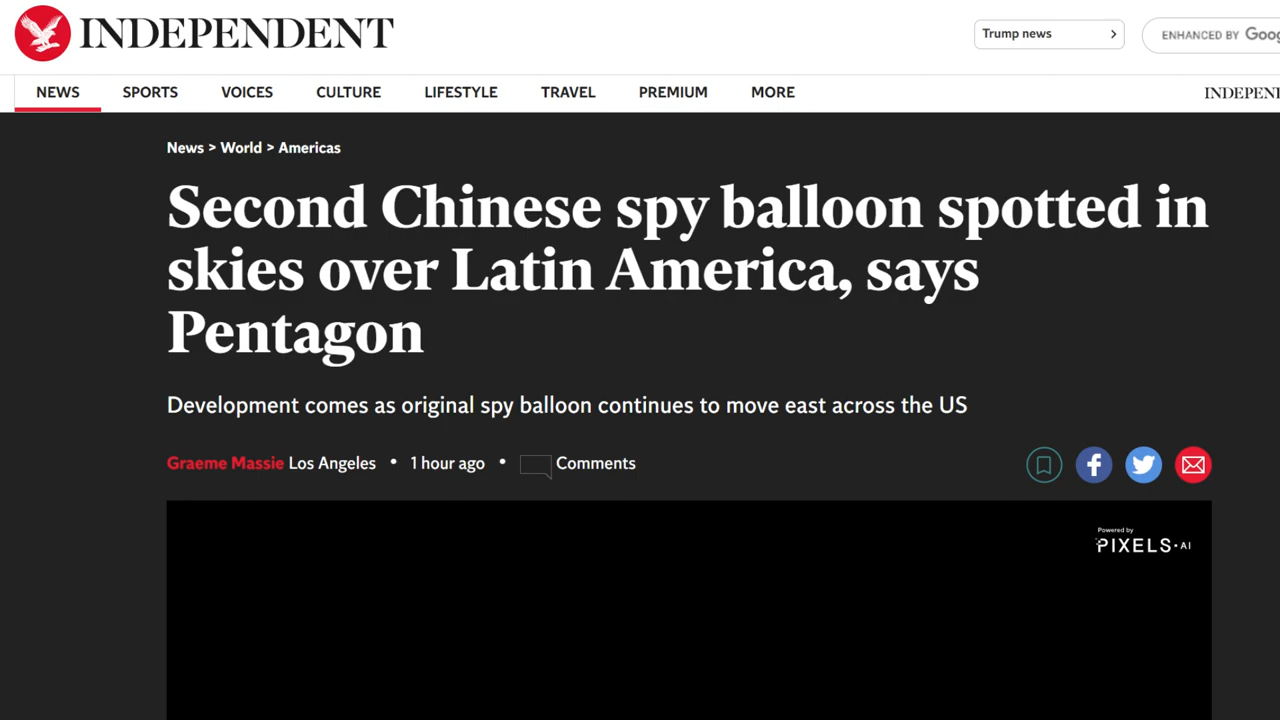 INDEPENDENT
Trump news
ENHANCED BY Goog
NEWS SPORTS VOICES CULTURE LIFESTYLE TRAVEL PREMIUM MORE
INDEPEN
News > World > Americas
Second Chinese spy balloon spotted in
skies over Latin America, says
Pentagon
Development comes as original spy balloon continues to move east across the US
Graeme Massie Los Angeles • 1 hour ago • Comments
Powered by
PIXELS·AI